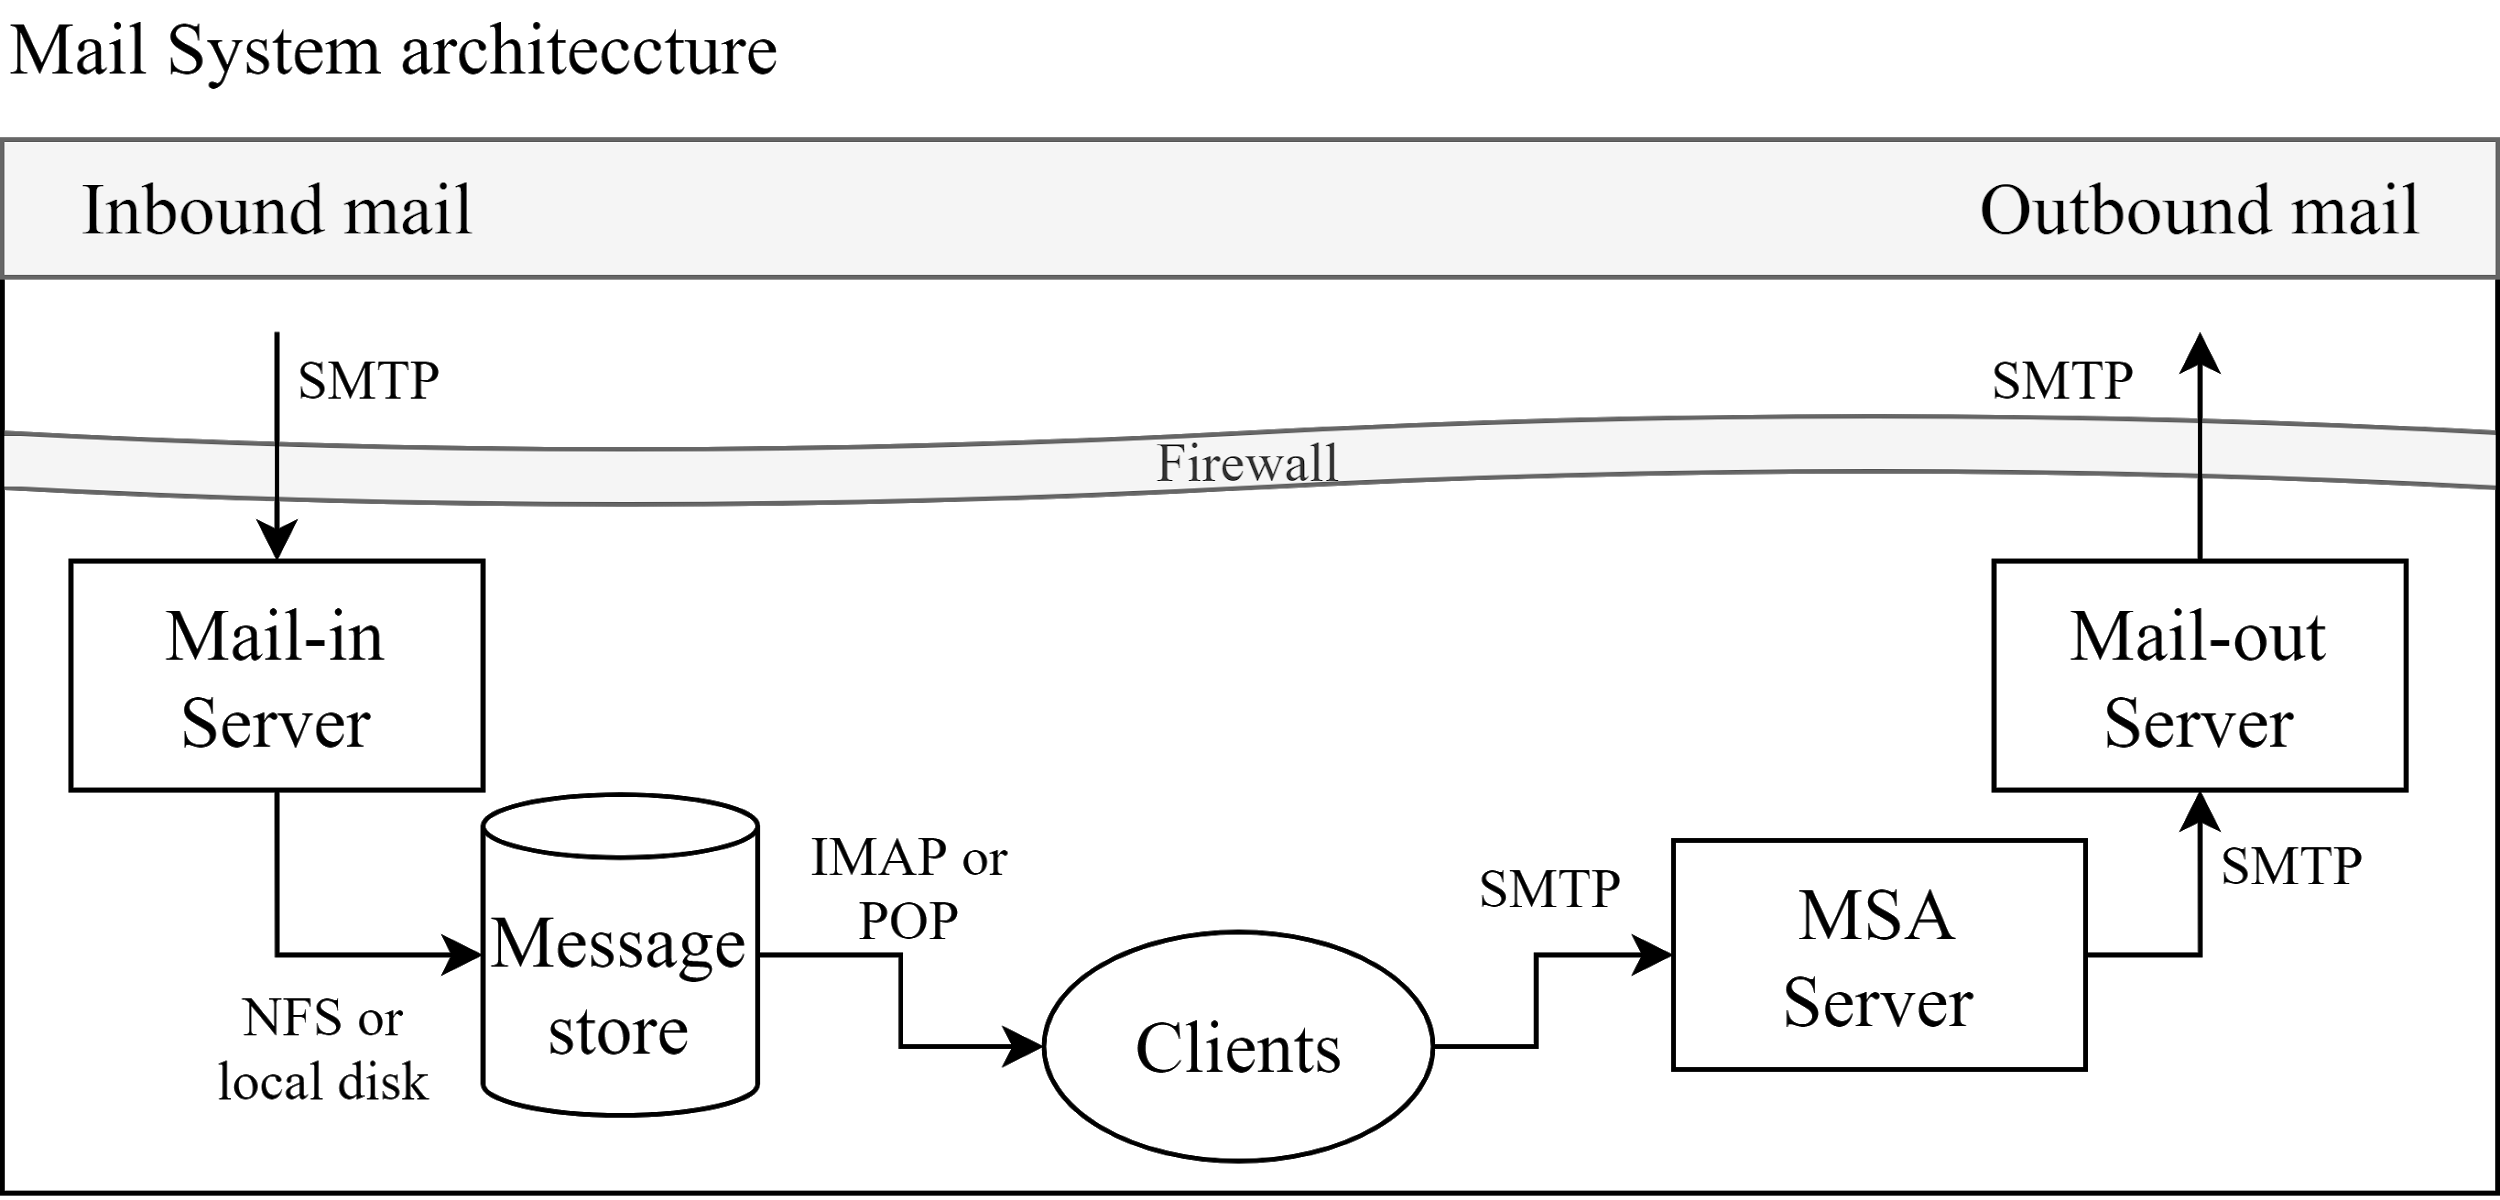 Mail System architeccture
Inbound mail
Outbound mail
SMTP
SMTP
Firewall
Mail-in
Server
Mail-out
Server
IMAP or
POP
SMTP
SMTP
Message
store
MSA
Server
NFS or
local disk
Clients